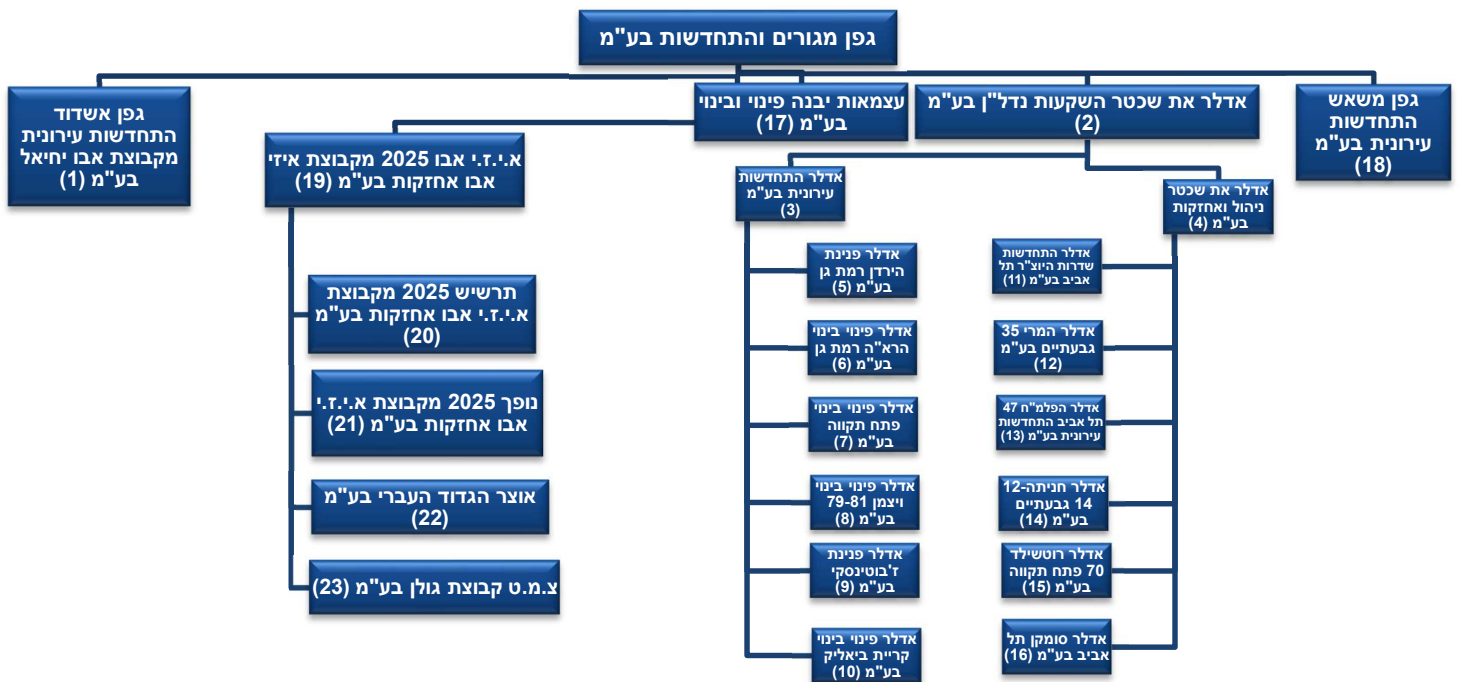 גפן מגורים והתחדשות בע"מ
גפן משאש
התחדשות
עירונית בע"מ
(18)
אדלר את שכטר השקעות נדל"ן בע"מ
(2)
עצמאות יבנה פינוי ובינוי
בע"מ (17)
גפן אשדוד
התחדשות עירונית
מקבוצת אבו יחיאל
בע"מ (1)
א.י.ז.י אבו 2025 מקבוצת איזי
אבו אחזקות בע"מ (19)
אדלר את שכטר
ניהול ואחזקות
בע"מ (4)
אדלר התחדשות
עירונית בע"מ
(3)
אדלר התחדשות
שדרות היוצ"ר תל
אביב בע"מ (11)
אדלר המרי 35
גבעתיים בע"מ
(12)
אדלר הפלמ"ח 47
תל אביב התחדשות
עירונית בע"מ (13)
אדלר חניתה 12-
14 גבעתיים
בע"מ (14)
אדלר רוטשילד
70 פתח תקווה
בע"מ (15)
אדלר סומקן תל
אביב בע"מ (16)
אדלר פנינת
הירדן רמת גן
בע"מ (5)
אדלר פינוי בינוי
הרא"ה רמת גן
בע"מ (6)
אדלר פינוי בינוי
פתח תקווה
בע"מ (7)
אדלר פינוי בינוי
ויצמן 79-81
בע"מ (8)
אדלר פנינת
ז'בוטינסקי
בע"מ (9)
אדלר פינוי בינוי
קריית ביאליק
בע"מ (10)
תרשיש 2025 מקבוצת
א.י.ז.י אבו אחזקות בע"מ
(20)
נופך 2025 מקבוצת א.י.ז.י
אבו אחזקות בע"מ (21)
אוצר הגדוד העברי בע"מ
(22)
צ.מ.ט קבוצת גולן בע"מ (23)